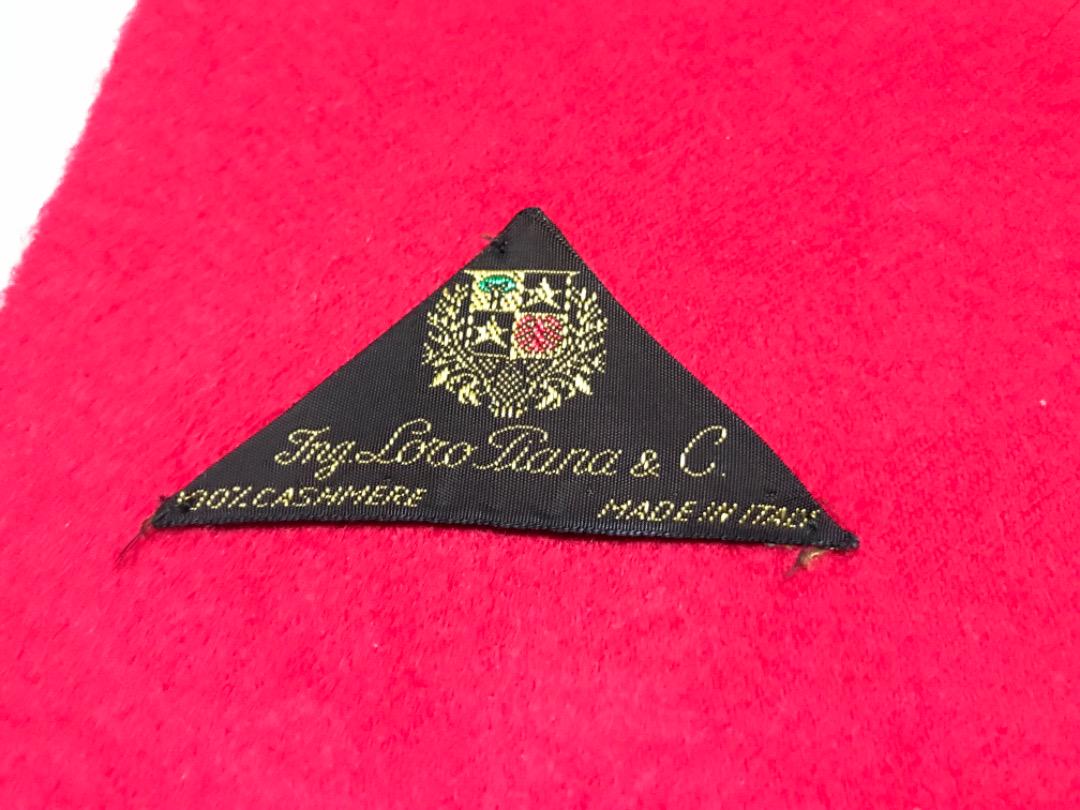 Ing. Loro Piana & C.
100% CASHMERE MADE IN ITALY